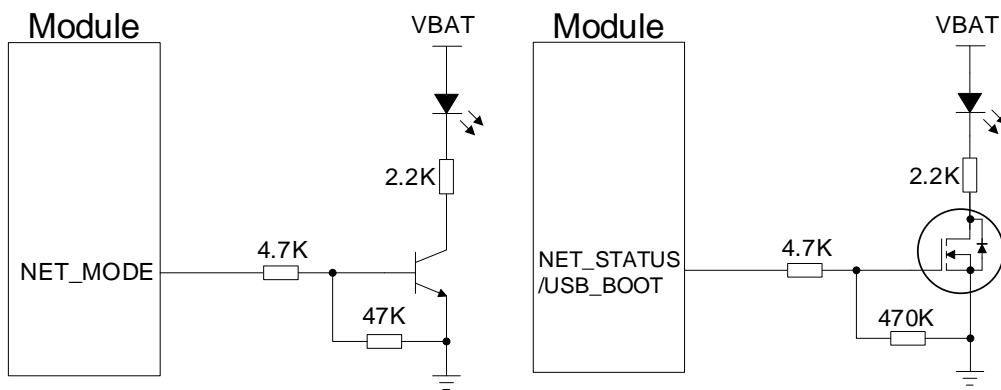 Module
VBAT
2.2K
4.7K
NET_MODE
47K
Module
VBAT
2.2K
4.7K
NET_STATUS
/USB_BOOT
470K